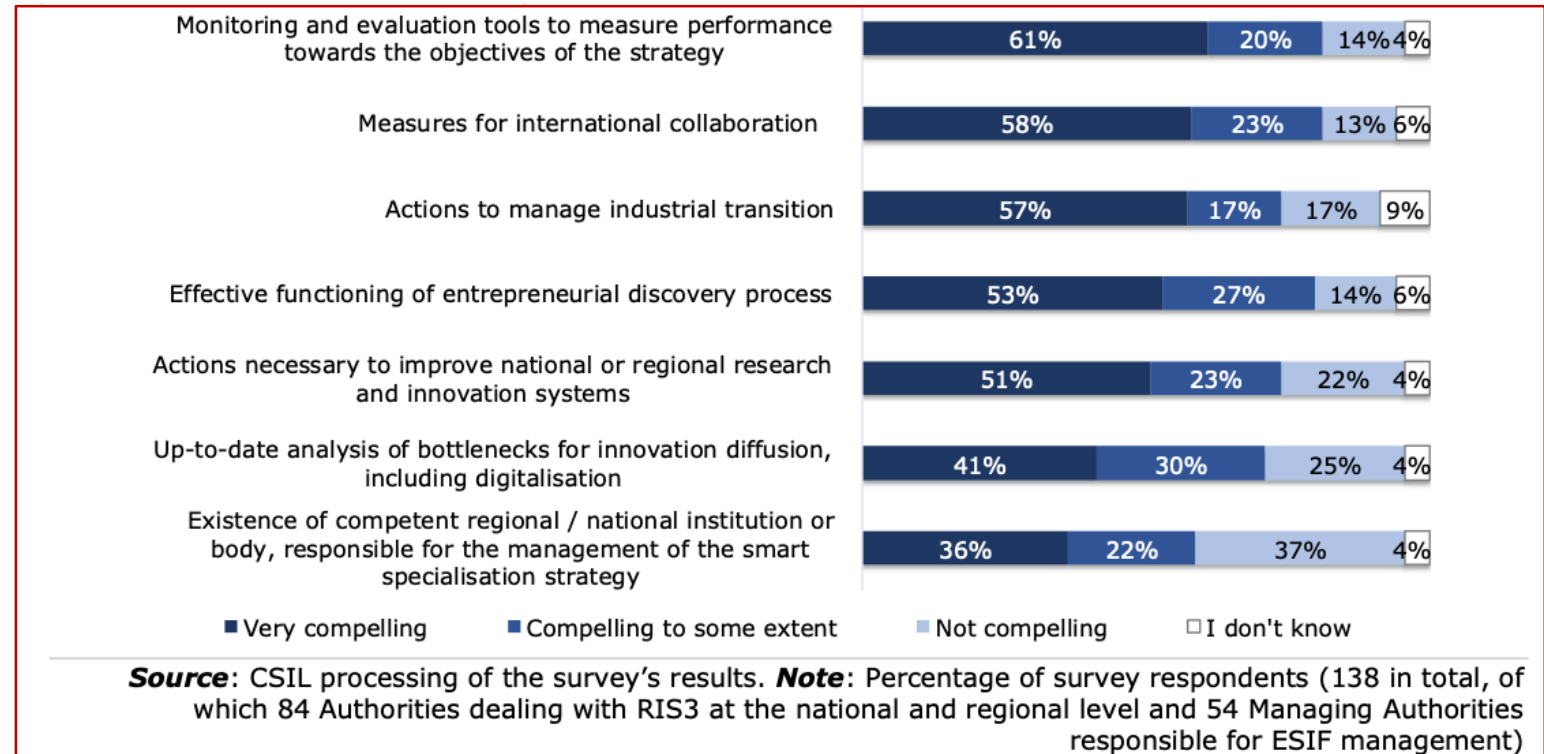 Monitoring and evaluation tools to measure performance
towards the objectives of the strategy
61% 20% 14% 4%
Measures for international collaboration
58% 23% 13% 6%
Actions to manage industrial transition
57% 17% 17% 9%
Effective functioning of entrepreneurial discovery process
53% 27% 14% 6%
Actions necessary to improve national or regional research
and innovation systems
51% 23% 22% 4%
Up-to-date analysis of bottlenecks for innovation diffusion,
including digitalisation
41% 30% 25% 4%
Existence of competent regional / national institution or
body, responsible for the management of the smart
specialisation strategy
36% 22% 37% 4%
Very compelling Compelling to some extent Not compelling I don't know
Source: CSIL processing of the survey's results. Note: Percentage of survey respondents (138 in total, of
which 84 Authorities dealing with RIS3 at the national and regional level and 54 Managing Authorities
responsible for ESIF management)